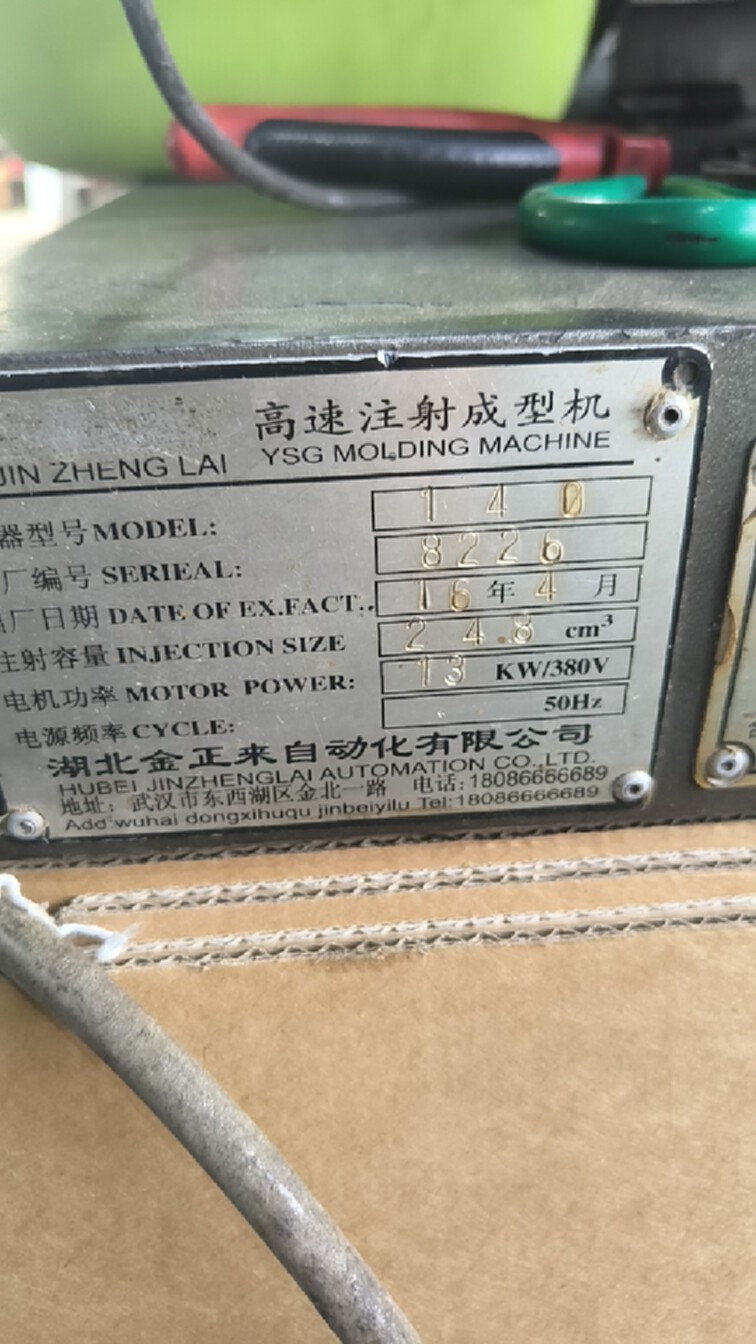 高速注射成型机
JIN ZHENG LAI YSG MOLDING MACHINE
器型号 MODEL: 140
厂编号 SERIEAL: 8226
厂日期 DATE OF EX.FACT.. 16年4月
注射容量 INJECTION SIZE 24.8 cm³
电机功率 MOTOR POWER: 13 KW/380V
电源频率 CYCLE: 50Hz
湖北金正来自动化有限公司
HUBEI JINZHENGLAI AUTOMATION CO.,LTD.
地址: 武汉市东西湖区金北一路 电话:18086666689
Add:wuhai dongxihuqu jinbeiyilu Tel:18086666689